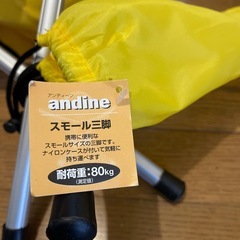 アンディーン
andine
スモール三脚
携帯に便利な
スモールサイズの三脚です。
ナイロンケースが付いて気軽に
持ち運べます
耐荷重:80kg
(測定値)